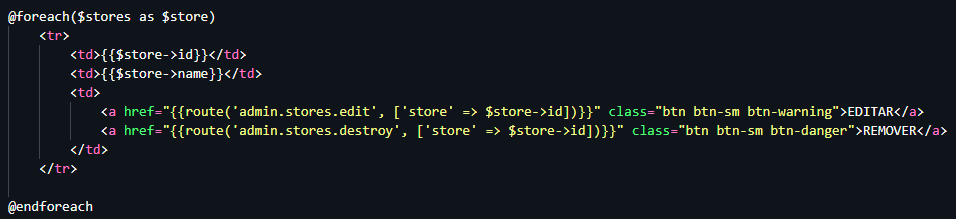 @foreach($stores as $store)
<tr>
<td>{{$store->id}}</td>
<td>{{$store->name}}</td>
<td>
<a href="{{route('admin.stores.edit', ['store' => $store->id])}}" class="btn btn-sm btn-warning">EDITAR</a>
<a href="{{route('admin.stores.destroy', ['store' => $store->id])}}" class="btn btn-sm btn-danger">REMOVER</a>
</td>
</tr>
@endforeach